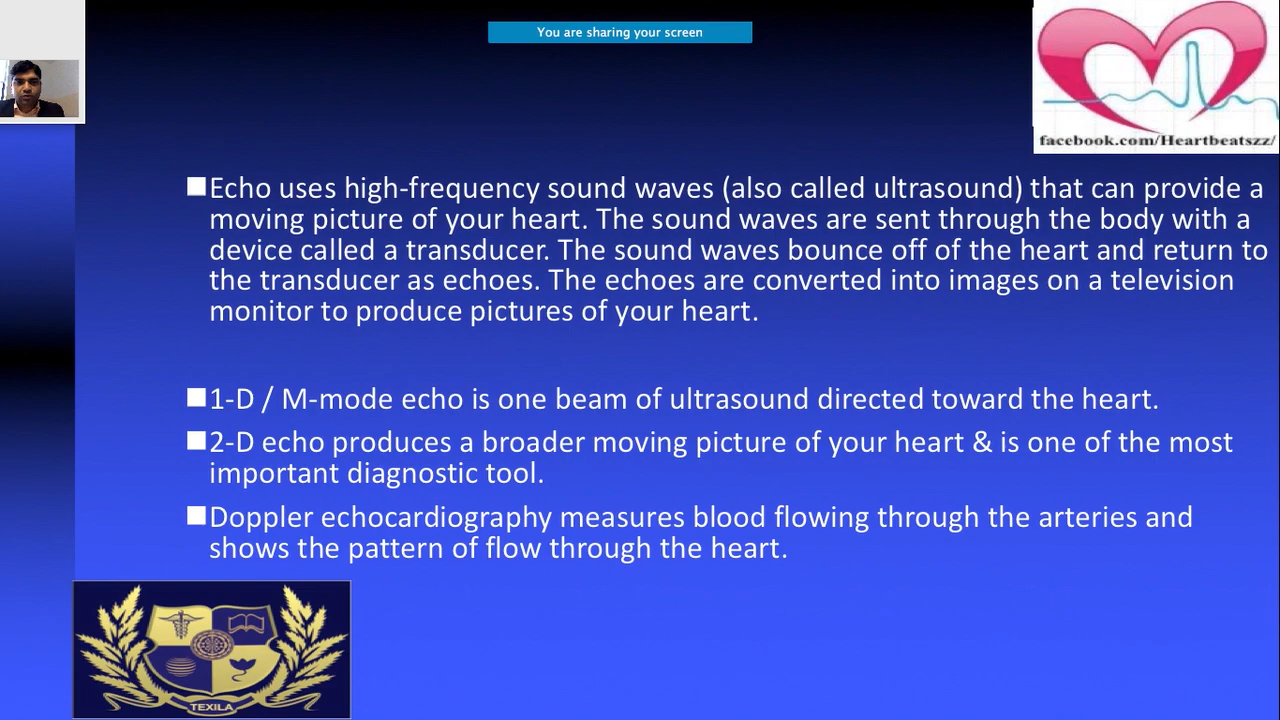 You are sharing your screen
facebook.com/Heartbeatszz/
Echo uses high-frequency sound waves (also called ultrasound) that can provide a
moving picture of your heart. The sound waves are sent through the body with a
device called a transducer. The sound waves bounce off of the heart and return to
the transducer as echoes. The echoes are converted into images on a television
monitor to produce pictures of your heart.
1-D / M-mode echo is one beam of ultrasound directed toward the heart.
2-D echo produces a broader moving picture of your heart & is one of the most
important diagnostic tool.
Doppler echocardiography measures blood flowing through the arteries and
shows the pattern of flow through the heart.
TEXILA